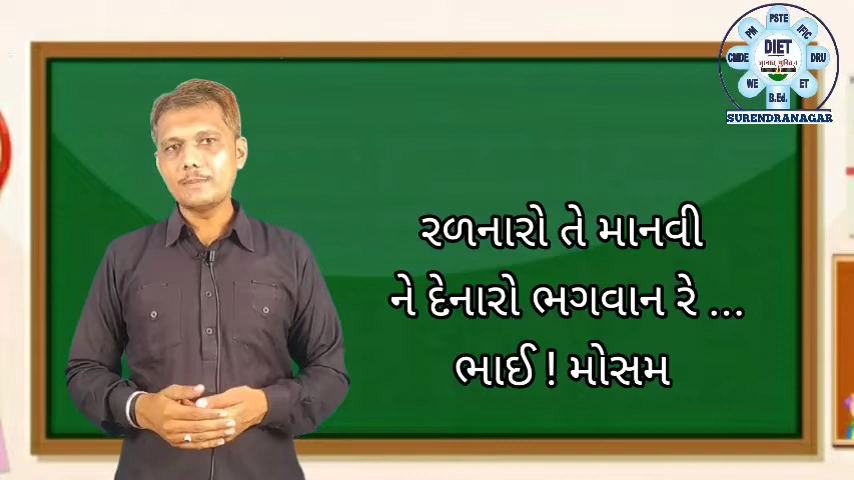 PM
PSTE
IFIC
CMDE
DIET
DRU
WE
ET
B.Ed.
SURENDRANAGAR
રળનારો તે માનવી
ને દેનારો ભગવાન રે ...
ભાઈ ! મોસમ